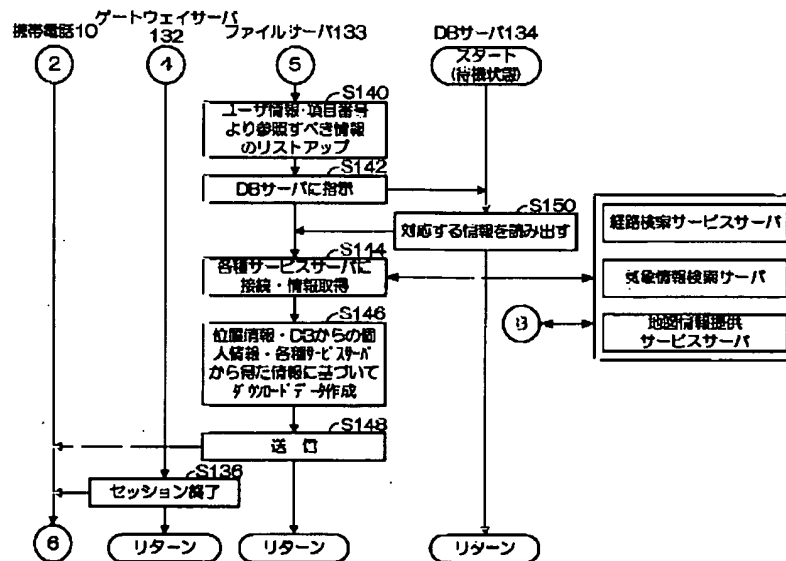 携帯電話10
ゲートウェイサーバ
132
ファイルサーバ133
DBサーバ134
2
4
5
スタート
(待機状態)
S140
ユーザ情報・項目番号
より参照すべき情報
のリストアップ
S142
DBサーバに指示
S150
対応する情報を読み出す
経路検索サービスサーバ
S144
各種サービスサーバに
接続・情報取得
気象情報検索サーバ
S146
位置情報・DBからの個
人情報・各種サービスサーバ
から得た情報に基づいて
ダウンロードデータ作成
8
地図情報提供
サービスサーバ
S148
送 信
S136
セッション終了
6
リターン
リターン
リターン